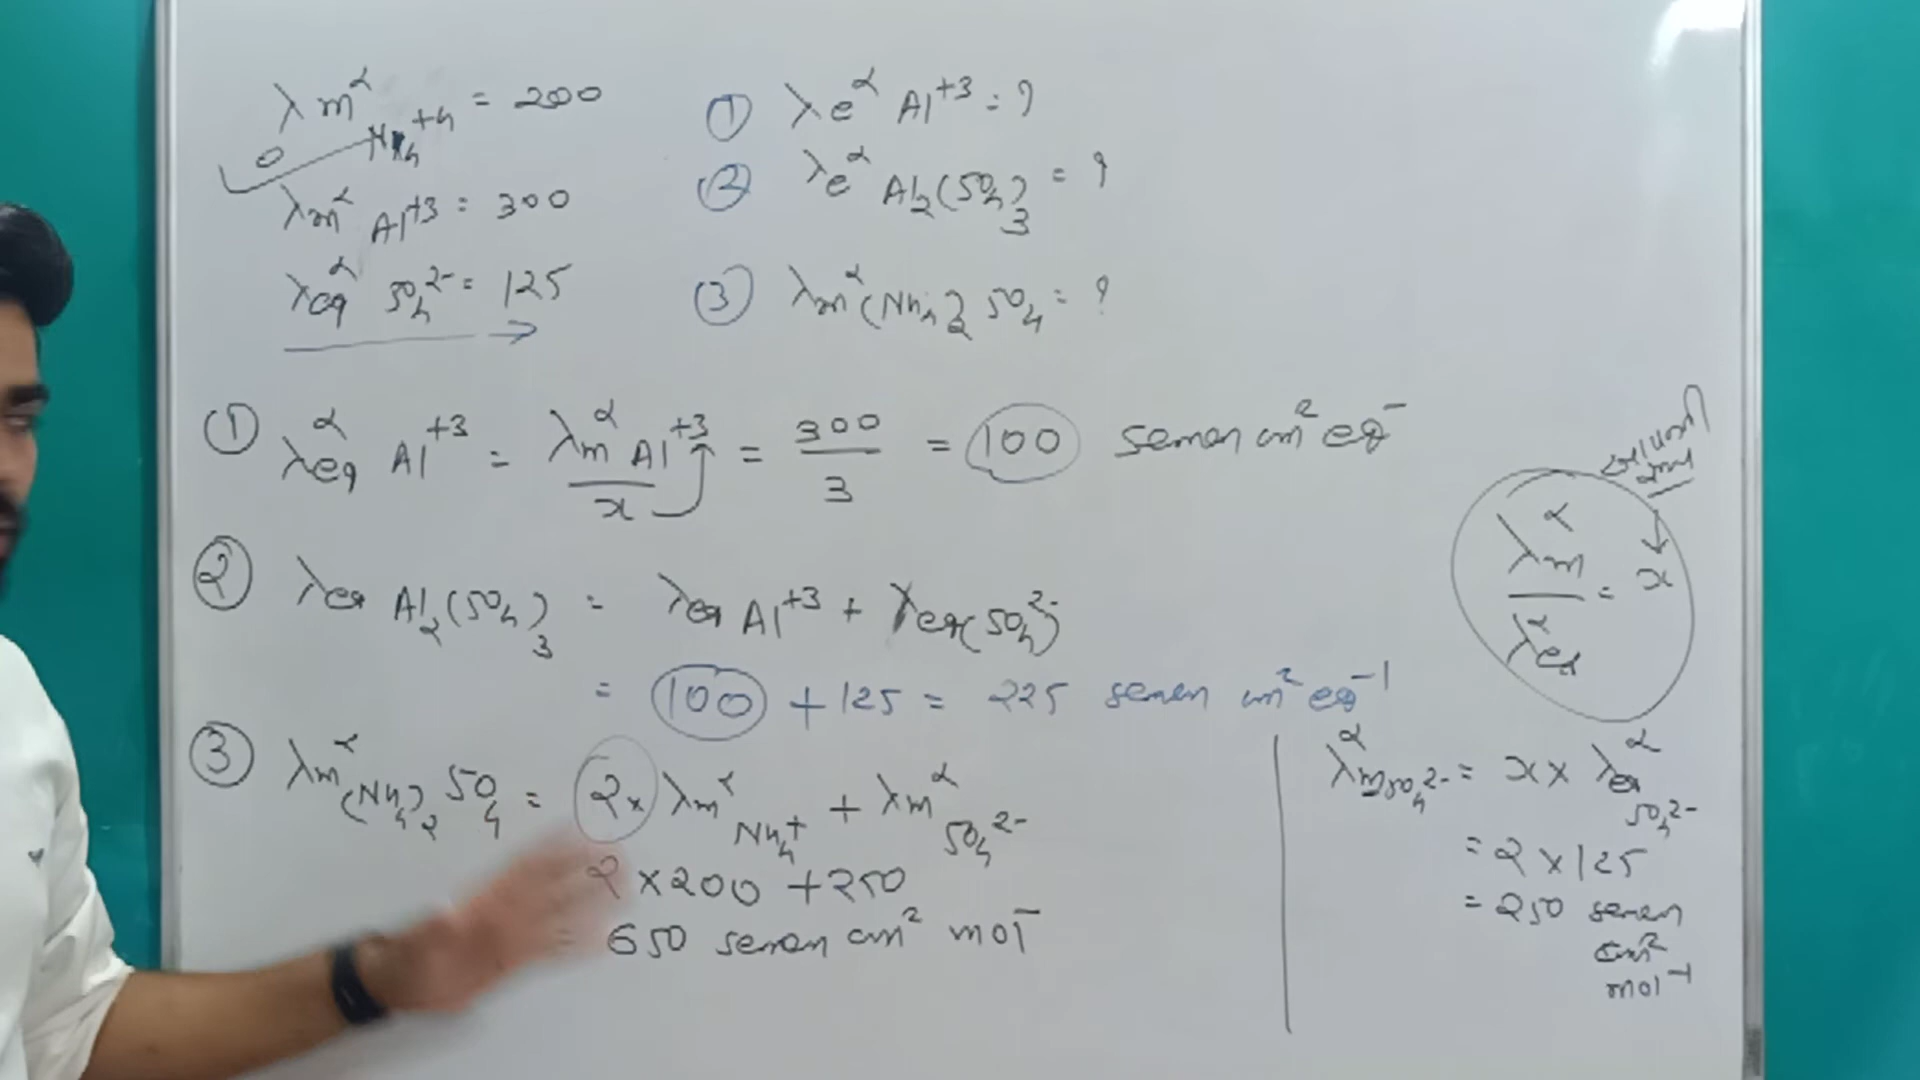 λm^α NH4^+4 = 200
λm^α Al^+3 = 300
λeq^α SO4^2- = 125
① λe^α Al^+3 = ?
② λe^α Al2(SO4)3 = ?
③ λm^α (NH4)2 SO4 = ?
① λeq^α Al^+3 = λm^α Al^+3 / x = 300 / 3 = 100 semen cm^2 eq^-
② λeq Al2(SO4)3 = λeq Al^+3 + λeq(SO4^2-)
= 100 + 125 = 225 semen cm^2 eq^-1
③ λm^α (NH4)2 SO4 = 2 × λm^α NH4^+ + λm^α SO4^2-
2 × 200 + 250
= 650 semen cm^2 mol^-
λm^α / λeq^α = x
λm^α SO4^2- = x × λeq^α SO4^2-
= 2 × 125
= 250 semen
cm^2
mol^-1